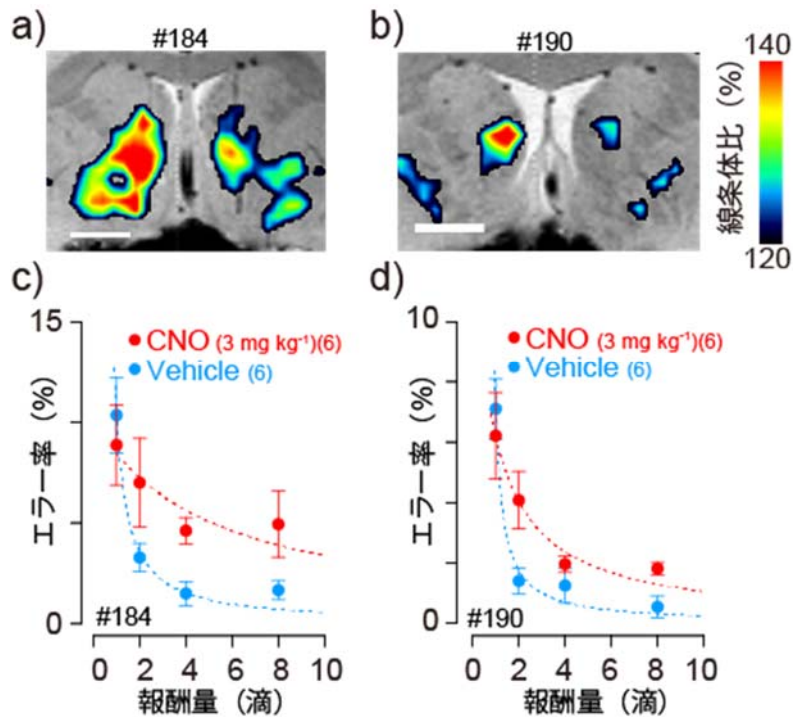 a)
#184
b)
#190
140
線条体比 (%)
120
c)
15
CNO (3 mg kg⁻¹)(6)
Vehicle (6)
エラー率 (%)
0
#184
0 2 4 6 8 10
報酬量 (滴)
d)
10
CNO (3 mg kg⁻¹)(6)
Vehicle (6)
エラー率 (%)
0
#190
0 2 4 6 8 10
報酬量 (滴)